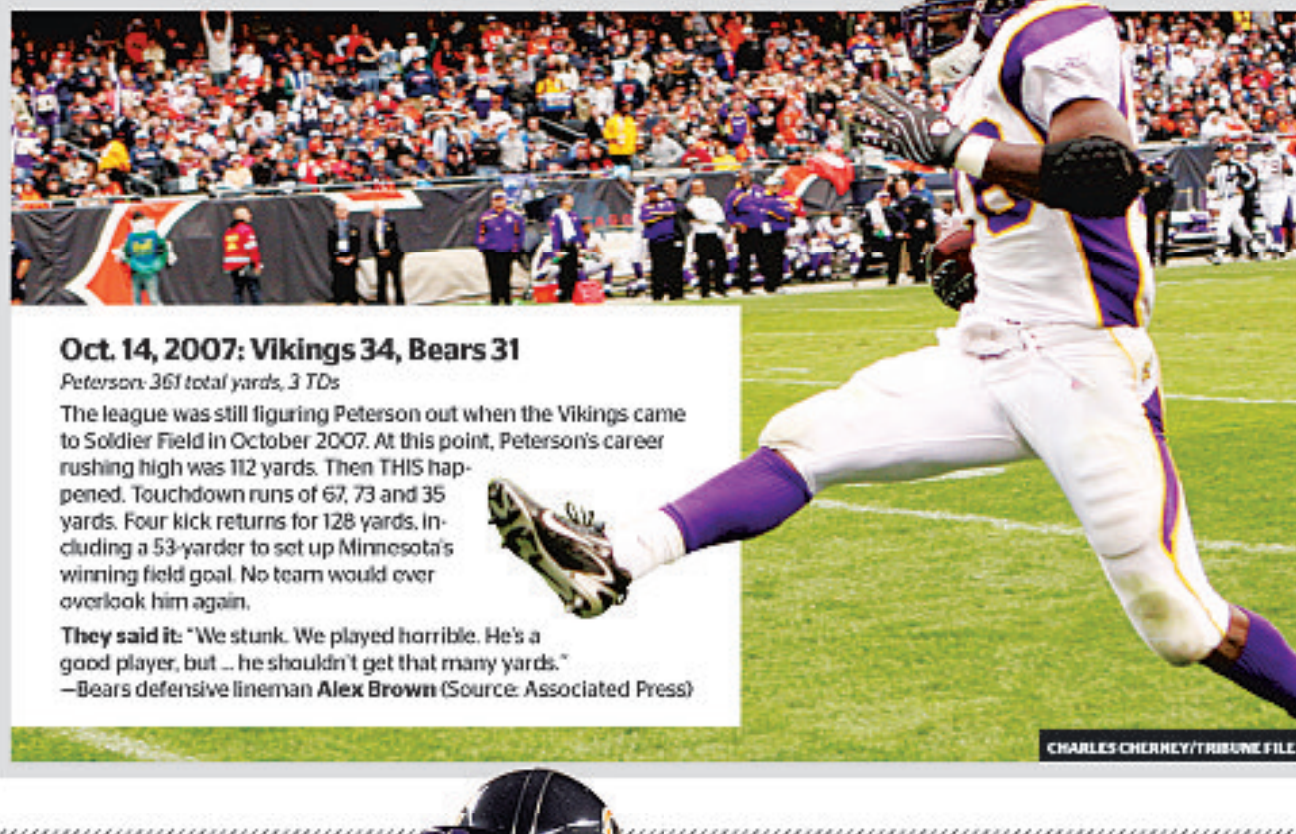 Oct. 14, 2007: Vikings 34, Bears 31
Peterson: 361 total yards, 3 TDs
The league was still figuring Peterson out when the Vikings came
to Soldier Field in October 2007. At this point, Peterson's career
rushing high was 112 yards. Then THIS hap-
pened. Touchdown runs of 67, 73 and 35
yards. Four kick returns for 128 yards, in-
cluding a 53-yarder to set up Minnesota's
winning field goal. No team would ever
overlook him again.
They said it: "We stunk. We played horrible. He's a
good player, but ... he shouldn't get that many yards."
—Bears defensive lineman Alex Brown (Source: Associated Press)
CHARLES CHERNEY/TRIBUNE FILE